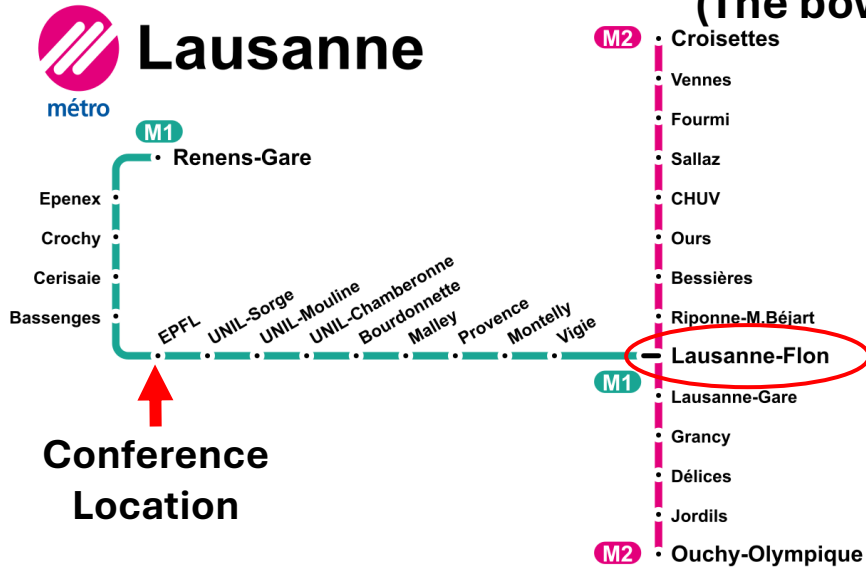 (The
Lausanne
métro
M2
Croisettes
Vennes
Fourmi
Sallaz
CHUV
Ours
Bessières
Riponne-M.Béjart
Lausanne-Flon
M1
Lausanne-Gare
Grancy
Délices
Jordils
M2
Ouchy-Olympique
M1
Renens-Gare
Epenex
Crochy
Cerisaie
Bassenges
EPFL
UNIL-Sorge
UNIL-Mouline
UNIL-Chamberonne
Bourdonnette
Malley
Provence
Montelly
Vigie
Conference
Location